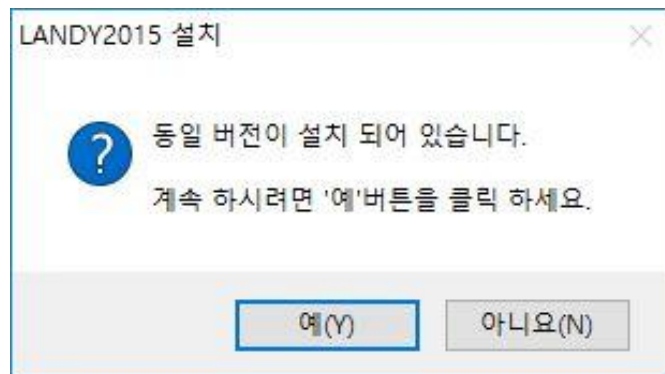 LANDY2015 설치
동일 버전이 설치 되어 있습니다.
계속 하시려면 '예'버튼을 클릭 하세요.
예(Y)
아니요(N)